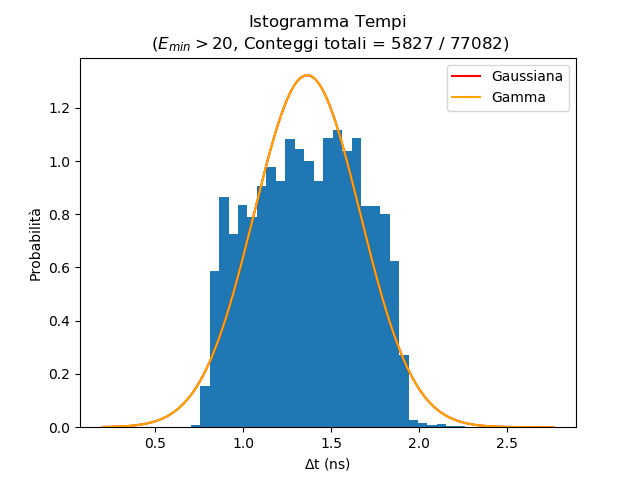 Istogramma Tempi
(E_min > 20, Conteggi totali = 5827 / 77082)
Gaussiana
Gamma
Probabilità
1.2
1.0
0.8
0.6
0.4
0.2
0.0
0.5
1.0
1.5
2.0
2.5
Δt (ns)